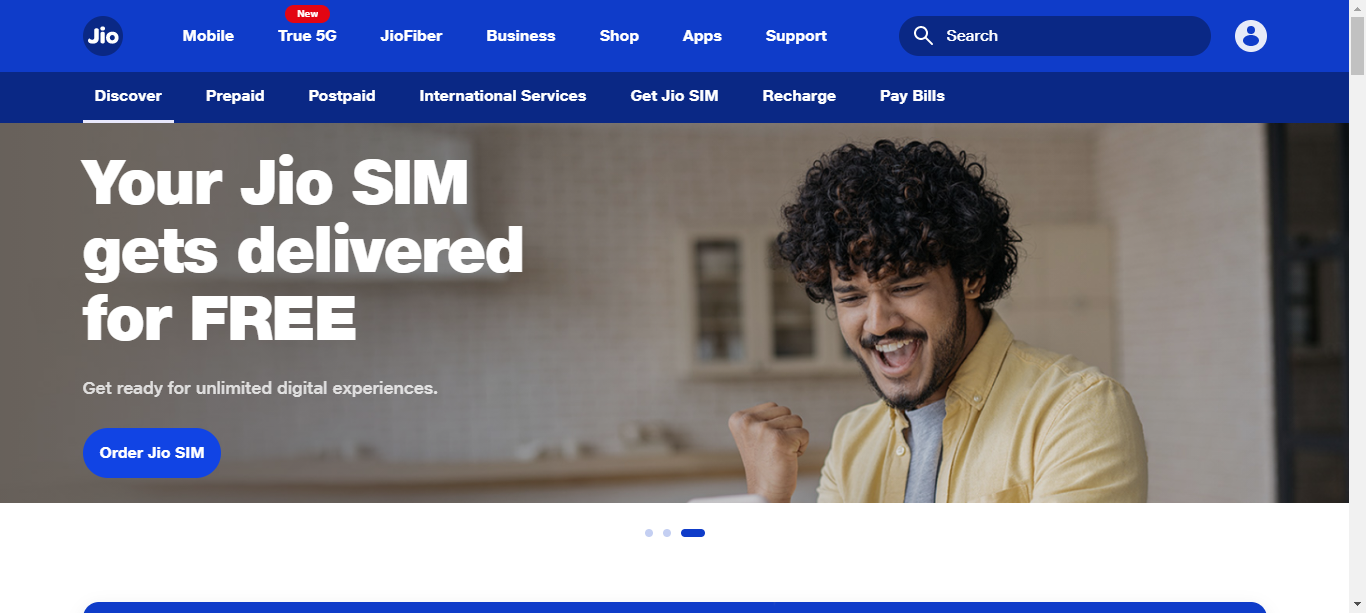 New
Jio
Mobile
True 5G
JioFiber
Business
Shop
Apps
Support
Search
Discover
Prepaid
Postpaid
International Services
Get Jio SIM
Recharge
Pay Bills
Your Jio SIM
gets delivered
for FREE
Get ready for unlimited digital experiences.
Order Jio SIM